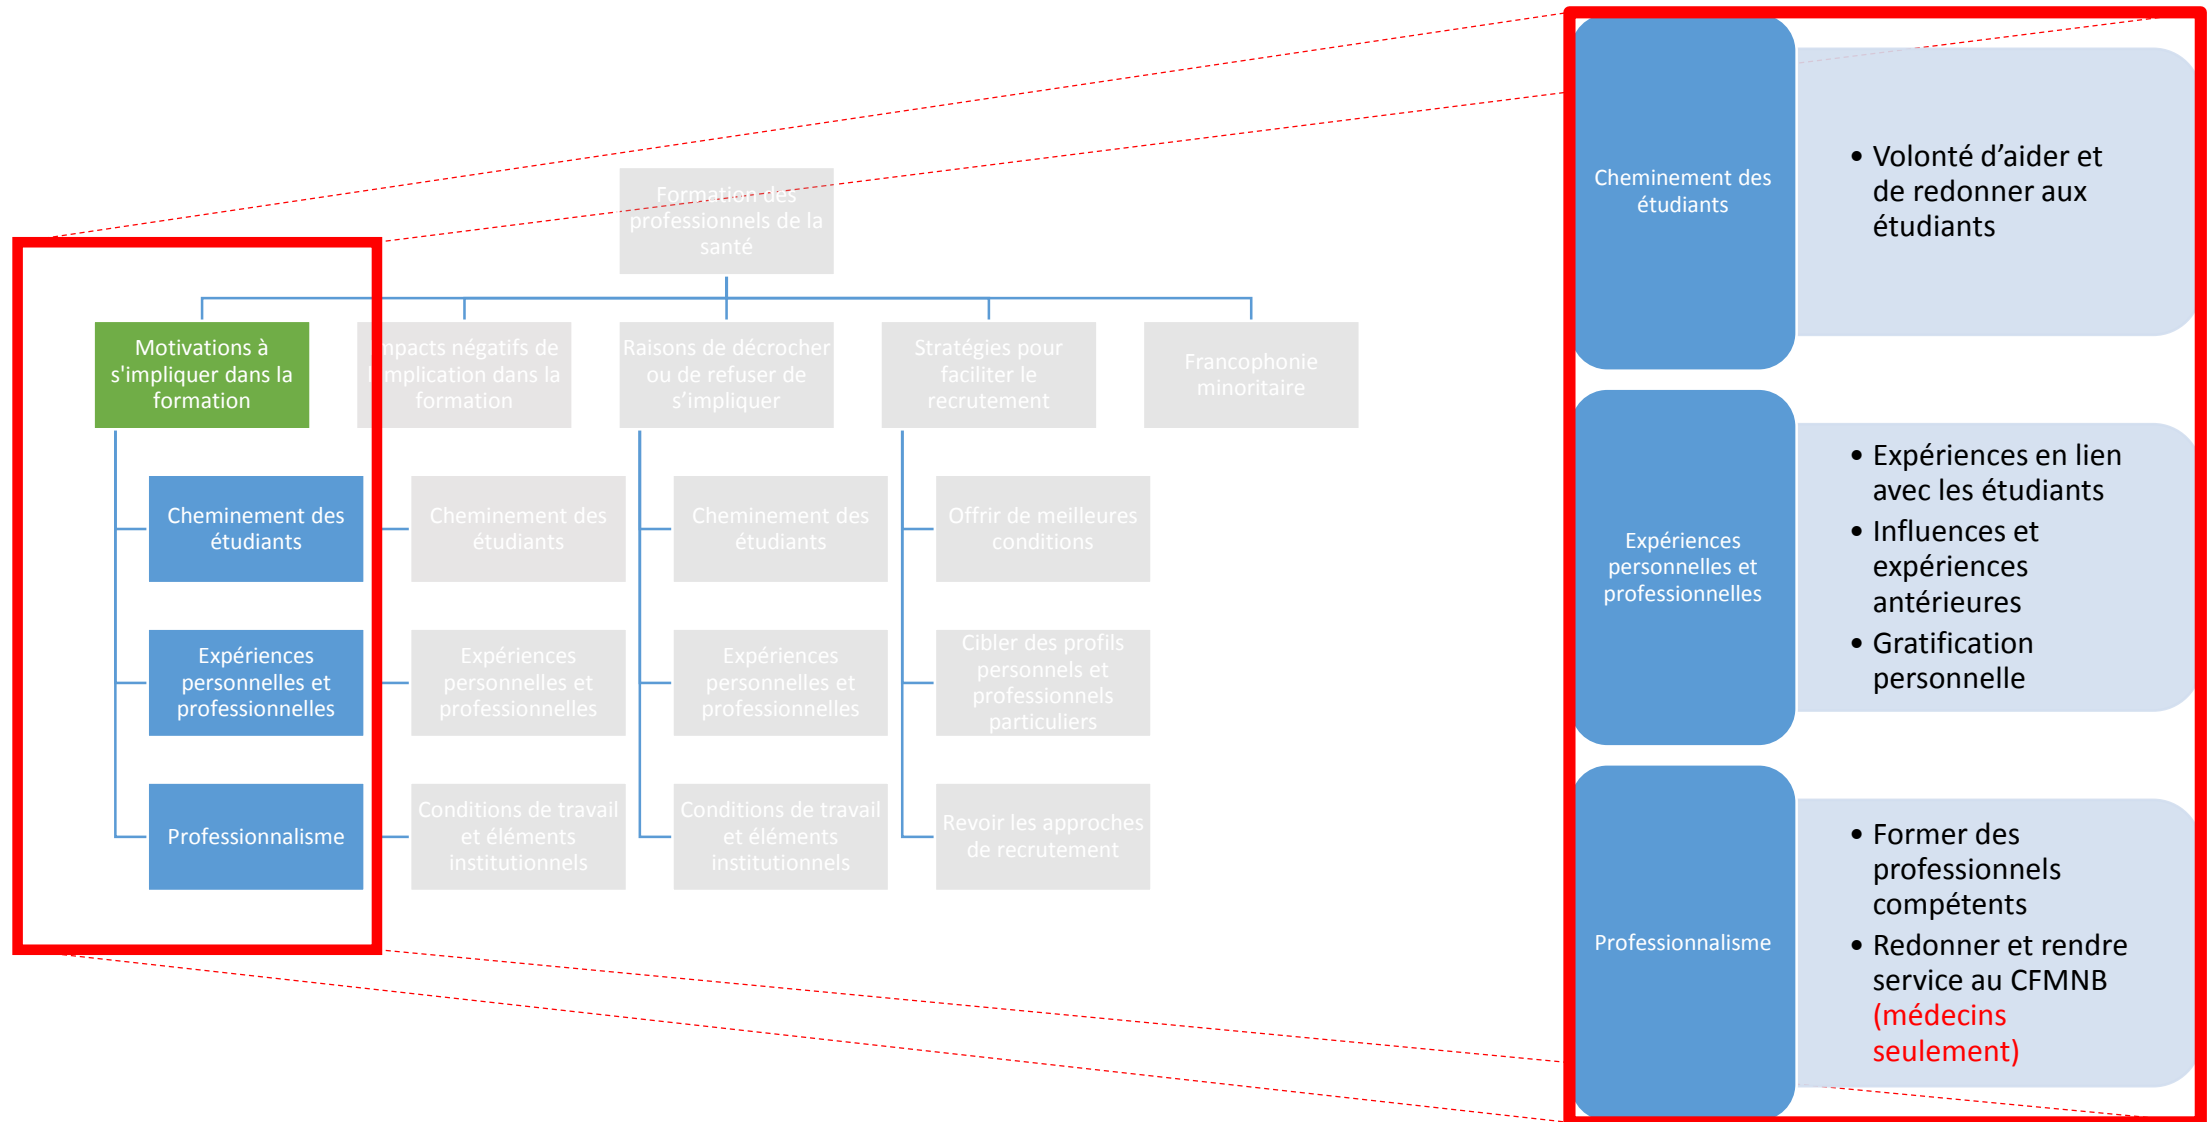 Formation des
professionnels de la
santé
Motivations à
s'impliquer dans la
formation
Impacts négatifs de
l'implication dans la
formation
Raisons de décrocher
ou de refuser de
s'impliquer
Stratégies pour
faciliter le
recrutement
Francophonie
minoritaire
Cheminement des
étudiants
Expériences
personnelles et
professionnelles
Professionnalisme
Cheminement des
étudiants
Expériences
personnelles et
professionnelles
Conditions de travail
et éléments
institutionnels
Cheminement des
étudiants
Expériences
personnelles et
professionnelles
Conditions de travail
et éléments
institutionnels
Offrir de meilleures
conditions
Cibler des profils
personnels et
professionnels
particuliers
Revoir les approches
de recrutement
Cheminement des
étudiants
• Volonté d’aider et
de redonner aux
étudiants
Expériences
personnelles et
professionnelles
• Expériences en lien
avec les étudiants
• Influences et
expériences
antérieures
• Gratification
personnelle
Professionnalisme
• Former des
professionnels
compétents
• Redonner et rendre
service au CFMNB
(médecins
seulement)